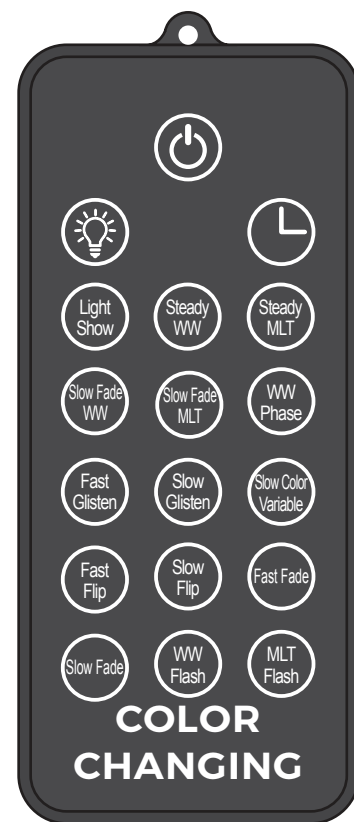 Light
Show
Steady
WW
Steady
MLT
Slow Fade
WW
Slow Fade
MLT
WW
Phase
Fast
Glisten
Slow
Glisten
Slow Color
Variable
Fast
Flip
Slow
Flip
Fast Fade
Slow Fade
WW
Flash
MLT
Flash
COLOR
CHANGING